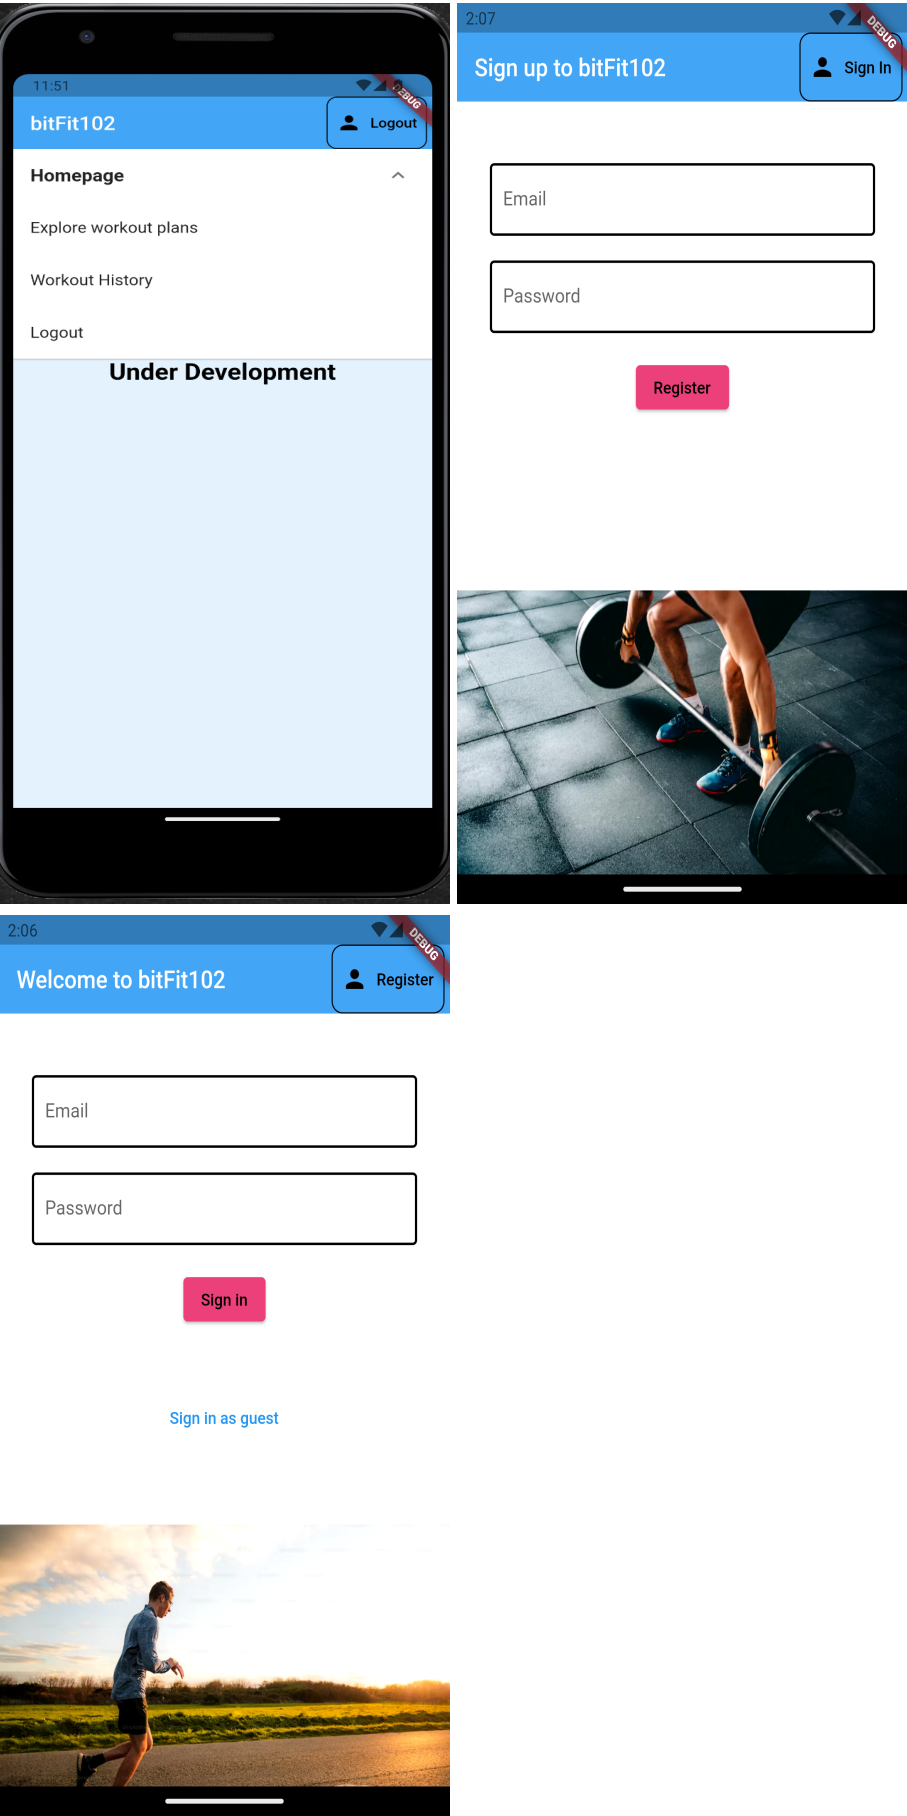 11:51
DEBUG
bitFit102
Logout
Homepage
Explore workout plans
Workout History
Logout
Under Development
2:07
DEBUG
Sign up to bitFit102
Sign In
Email
Password
Register
2:06
DEBUG
Welcome to bitFit102
Register
Email
Password
Sign in
Sign in as guest